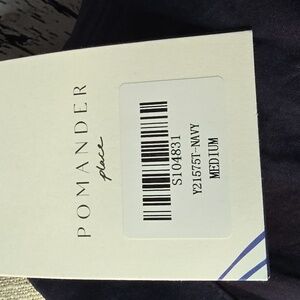 POMANDER
place
S104831
Y21575T-NAVY
MEDIUM